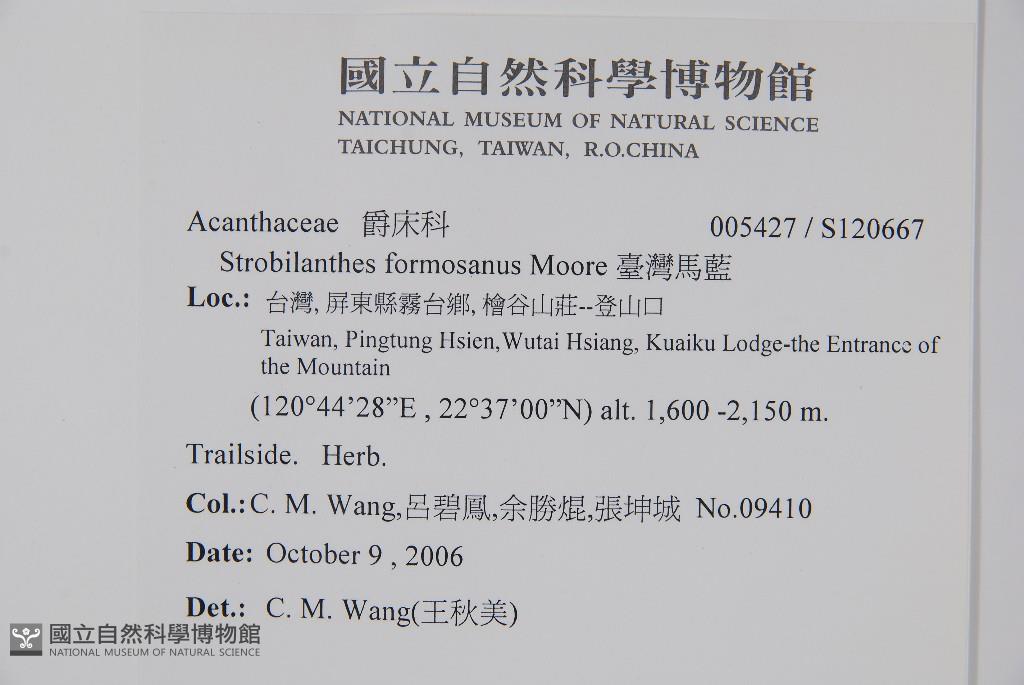 國立自然科學博物館
NATIONAL MUSEUM OF NATURAL SCIENCE
TAICHUNG, TAIWAN, R.O.CHINA
Acanthaceae 爵床科 005427 / S120667
Strobilanthes formosanus Moore 臺灣馬藍
Loc.: 台灣, 屏東縣霧台鄉, 檜谷山莊--登山口
Taiwan, Pingtung Hsien,Wutai Hsiang, Kuaiku Lodge-the Entrance of
the Mountain
(120°44’28”E , 22°37’00”N) alt. 1,600 -2,150 m.
Trailside. Herb.
Col.: C. M. Wang,呂碧鳳,余勝焜,張坤城 No.09410
Date: October 9 , 2006
Det.: C. M. Wang(王秋美)
國立自然科學博物館
NATIONAL MUSEUM OF NATURAL SCIENCE